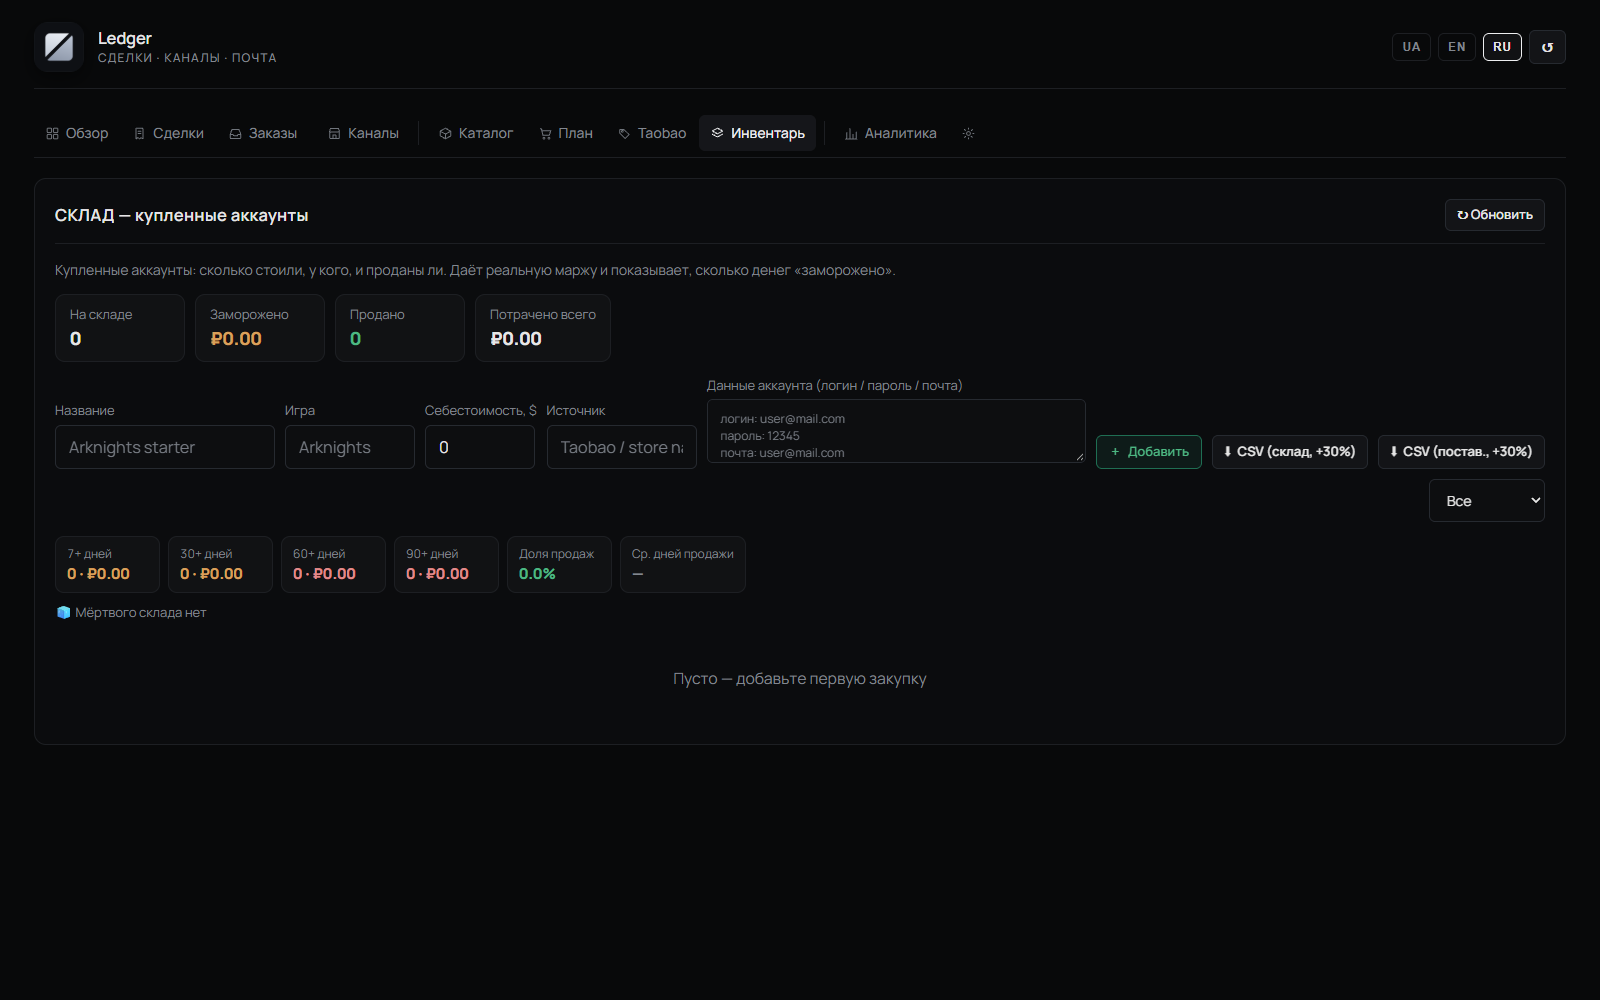 Ledger
СДЕЛКИ · КАНАЛЫ · ПОЧТА
UA EN RU
Обзор Сделки Заказы Каналы Каталог План Taobao Инвентарь Аналитика
СКЛАД — купленные аккаунты
↻ Обновить
Купленные аккаунты: сколько стоили, у кого, и проданы ли. Даёт реальную маржу и показывает, сколько денег «заморожено».
На складе Заморожено Продано Потрачено всего
0 ₽0.00 0 ₽0.00
Данные аккаунта (логин / пароль / почта)
Название Игра Себестоимость, $ Источник
логин: user@mail.com
пароль: 12345
почта: user@mail.com
Arknights starter Arknights 0 Taobao / store
+ Добавить ⬇ CSV (склад, +30%) ⬇ CSV (постав., +30%)
Все
7+ дней 30+ дней 60+ дней 90+ дней Доля продаж Ср. дней продажи
0 · ₽0.00 0 · ₽0.00 0 · ₽0.00 0 · ₽0.00 0.0% —
Мёртвого склада нет
Пусто — добавьте первую закупку